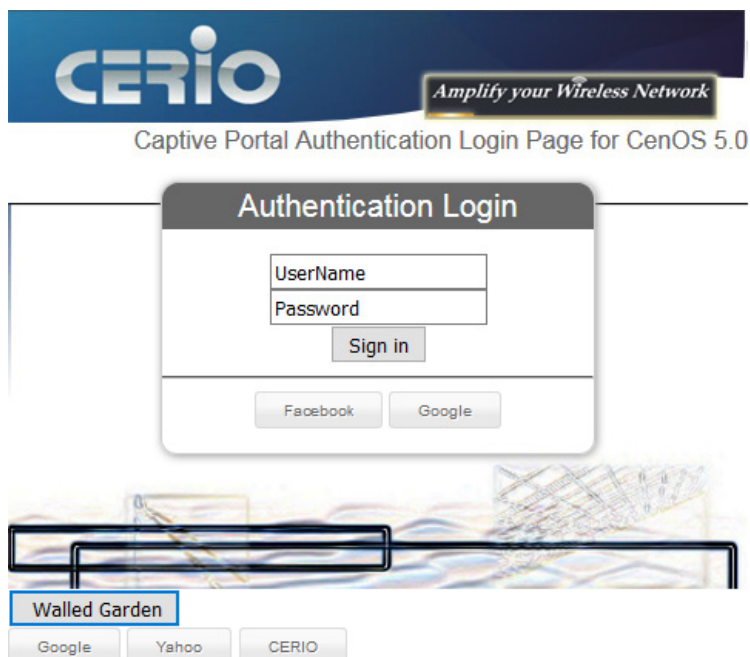 CERIO
Amplify your Wireless Network
Captive Portal Authentication Login Page for CenOS 5.0
Authentication Login
UserName
Password
Sign in
Facebook Google
Walled Garden
Google Yahoo CERIO